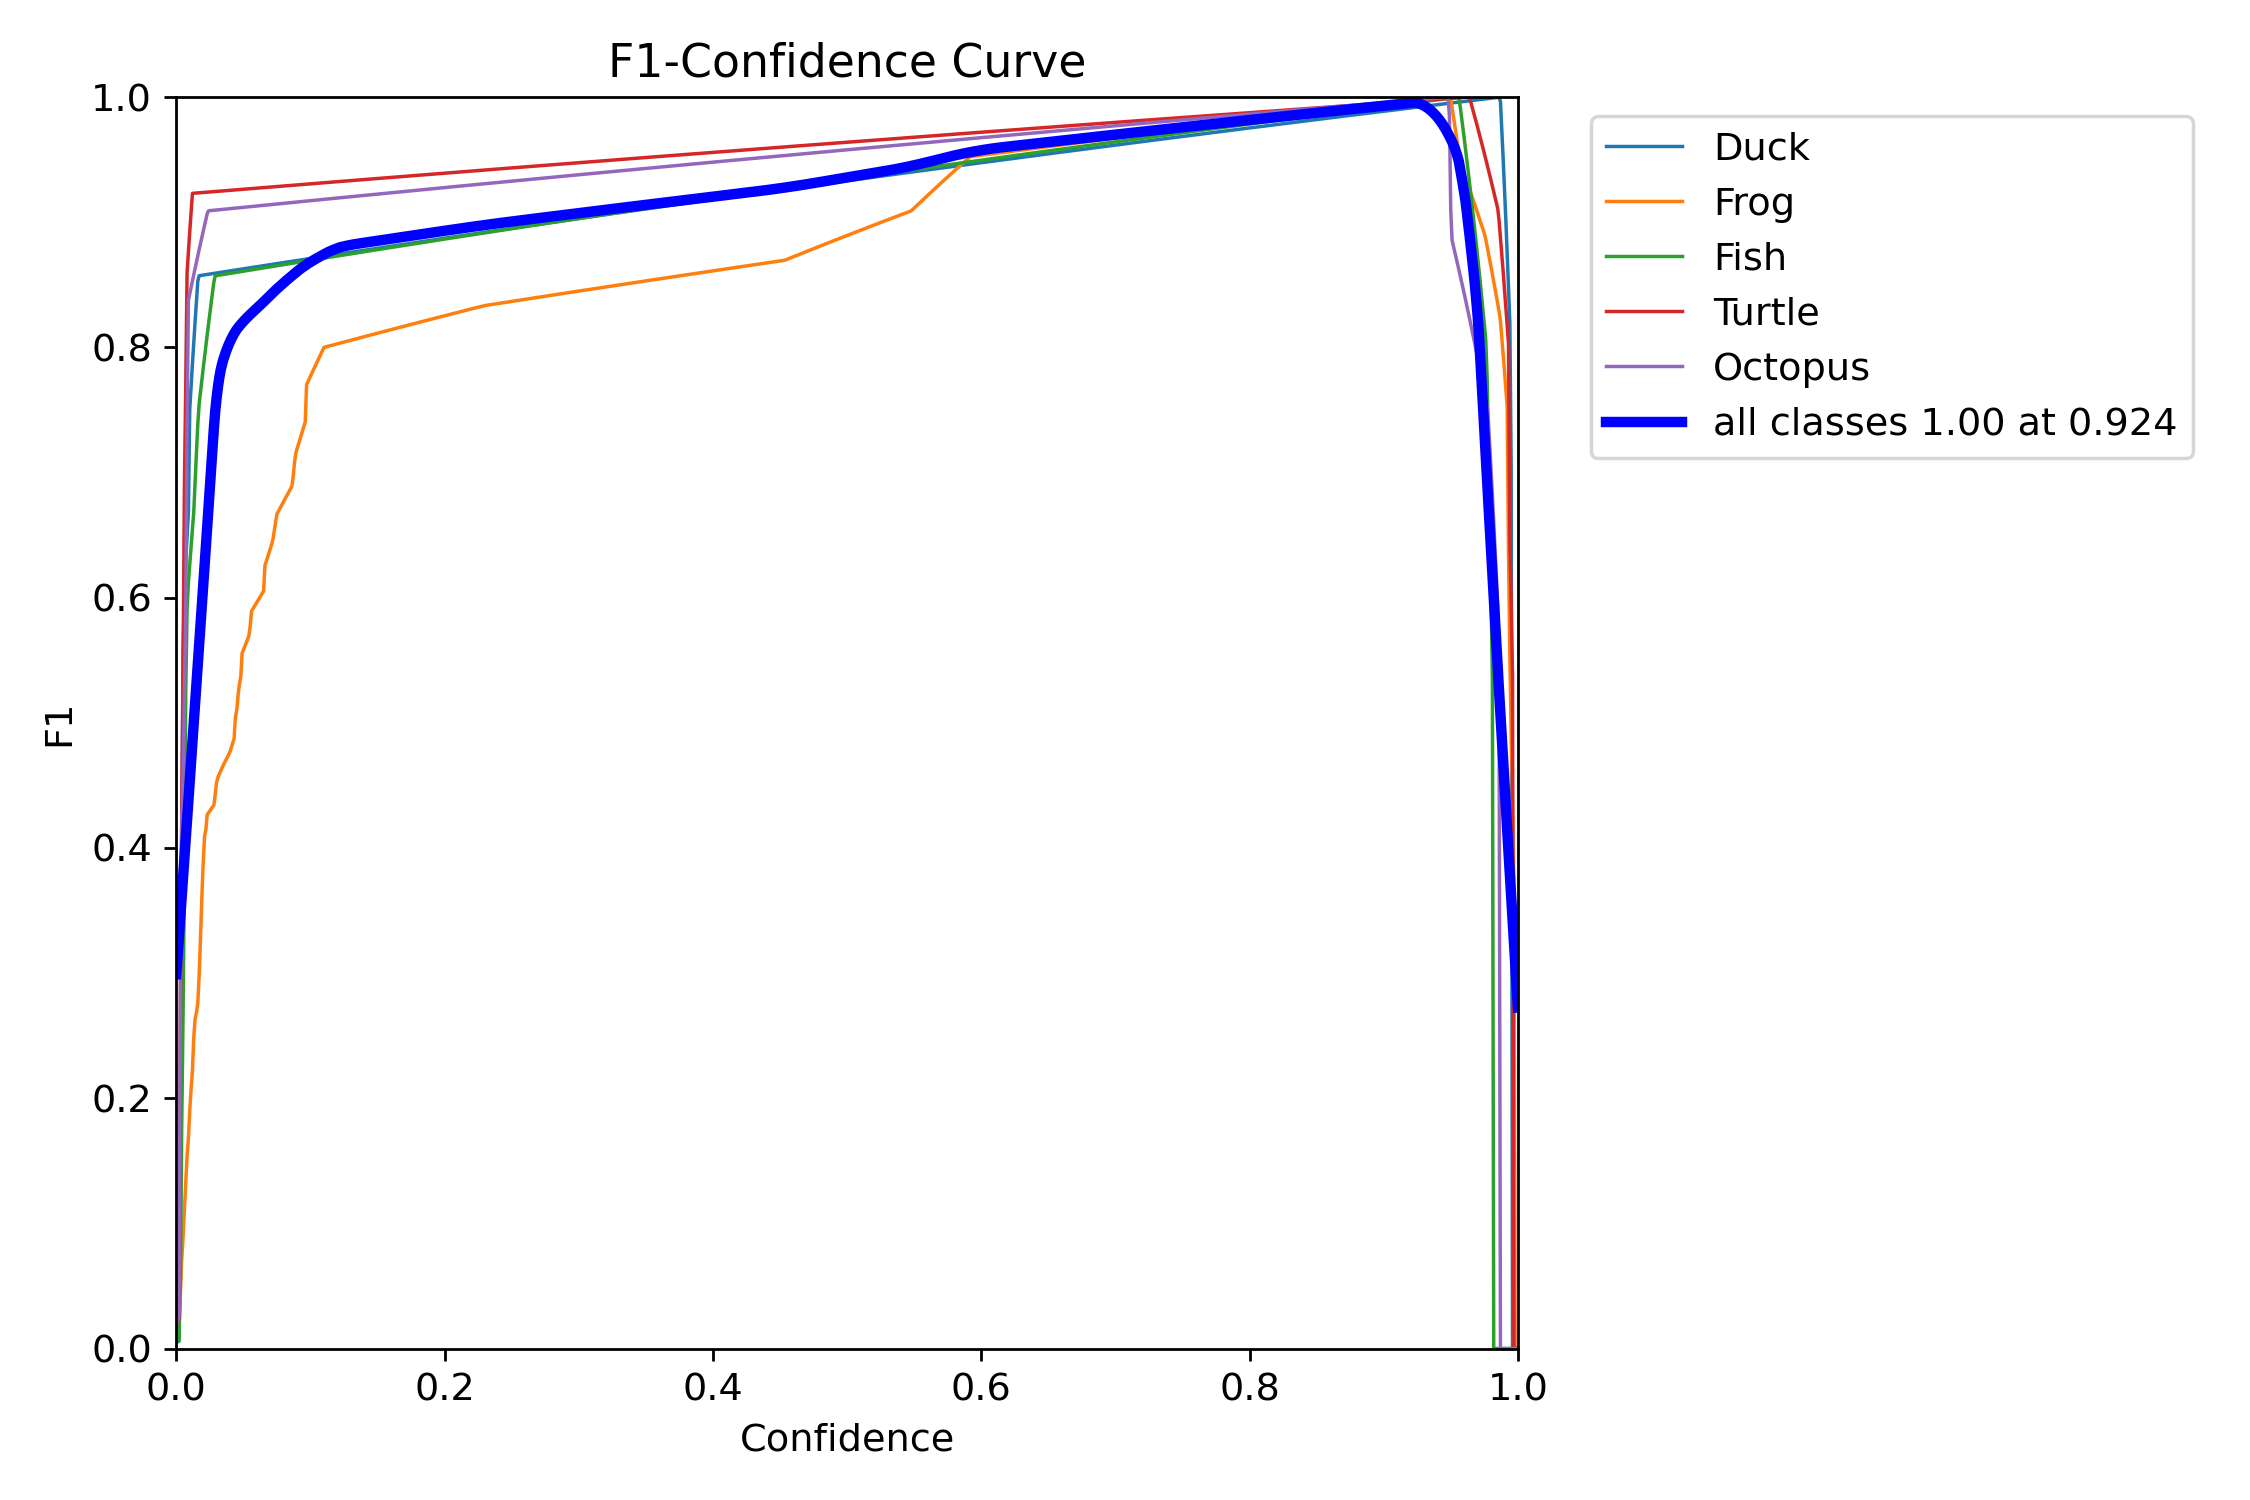 F1-Confidence Curve
1.0
0.8
0.6
0.4
0.2
0.0
F1
0.0 0.2 0.4 0.6 0.8 1.0
Confidence
Duck
Frog
Fish
Turtle
Octopus
all classes 1.00 at 0.924